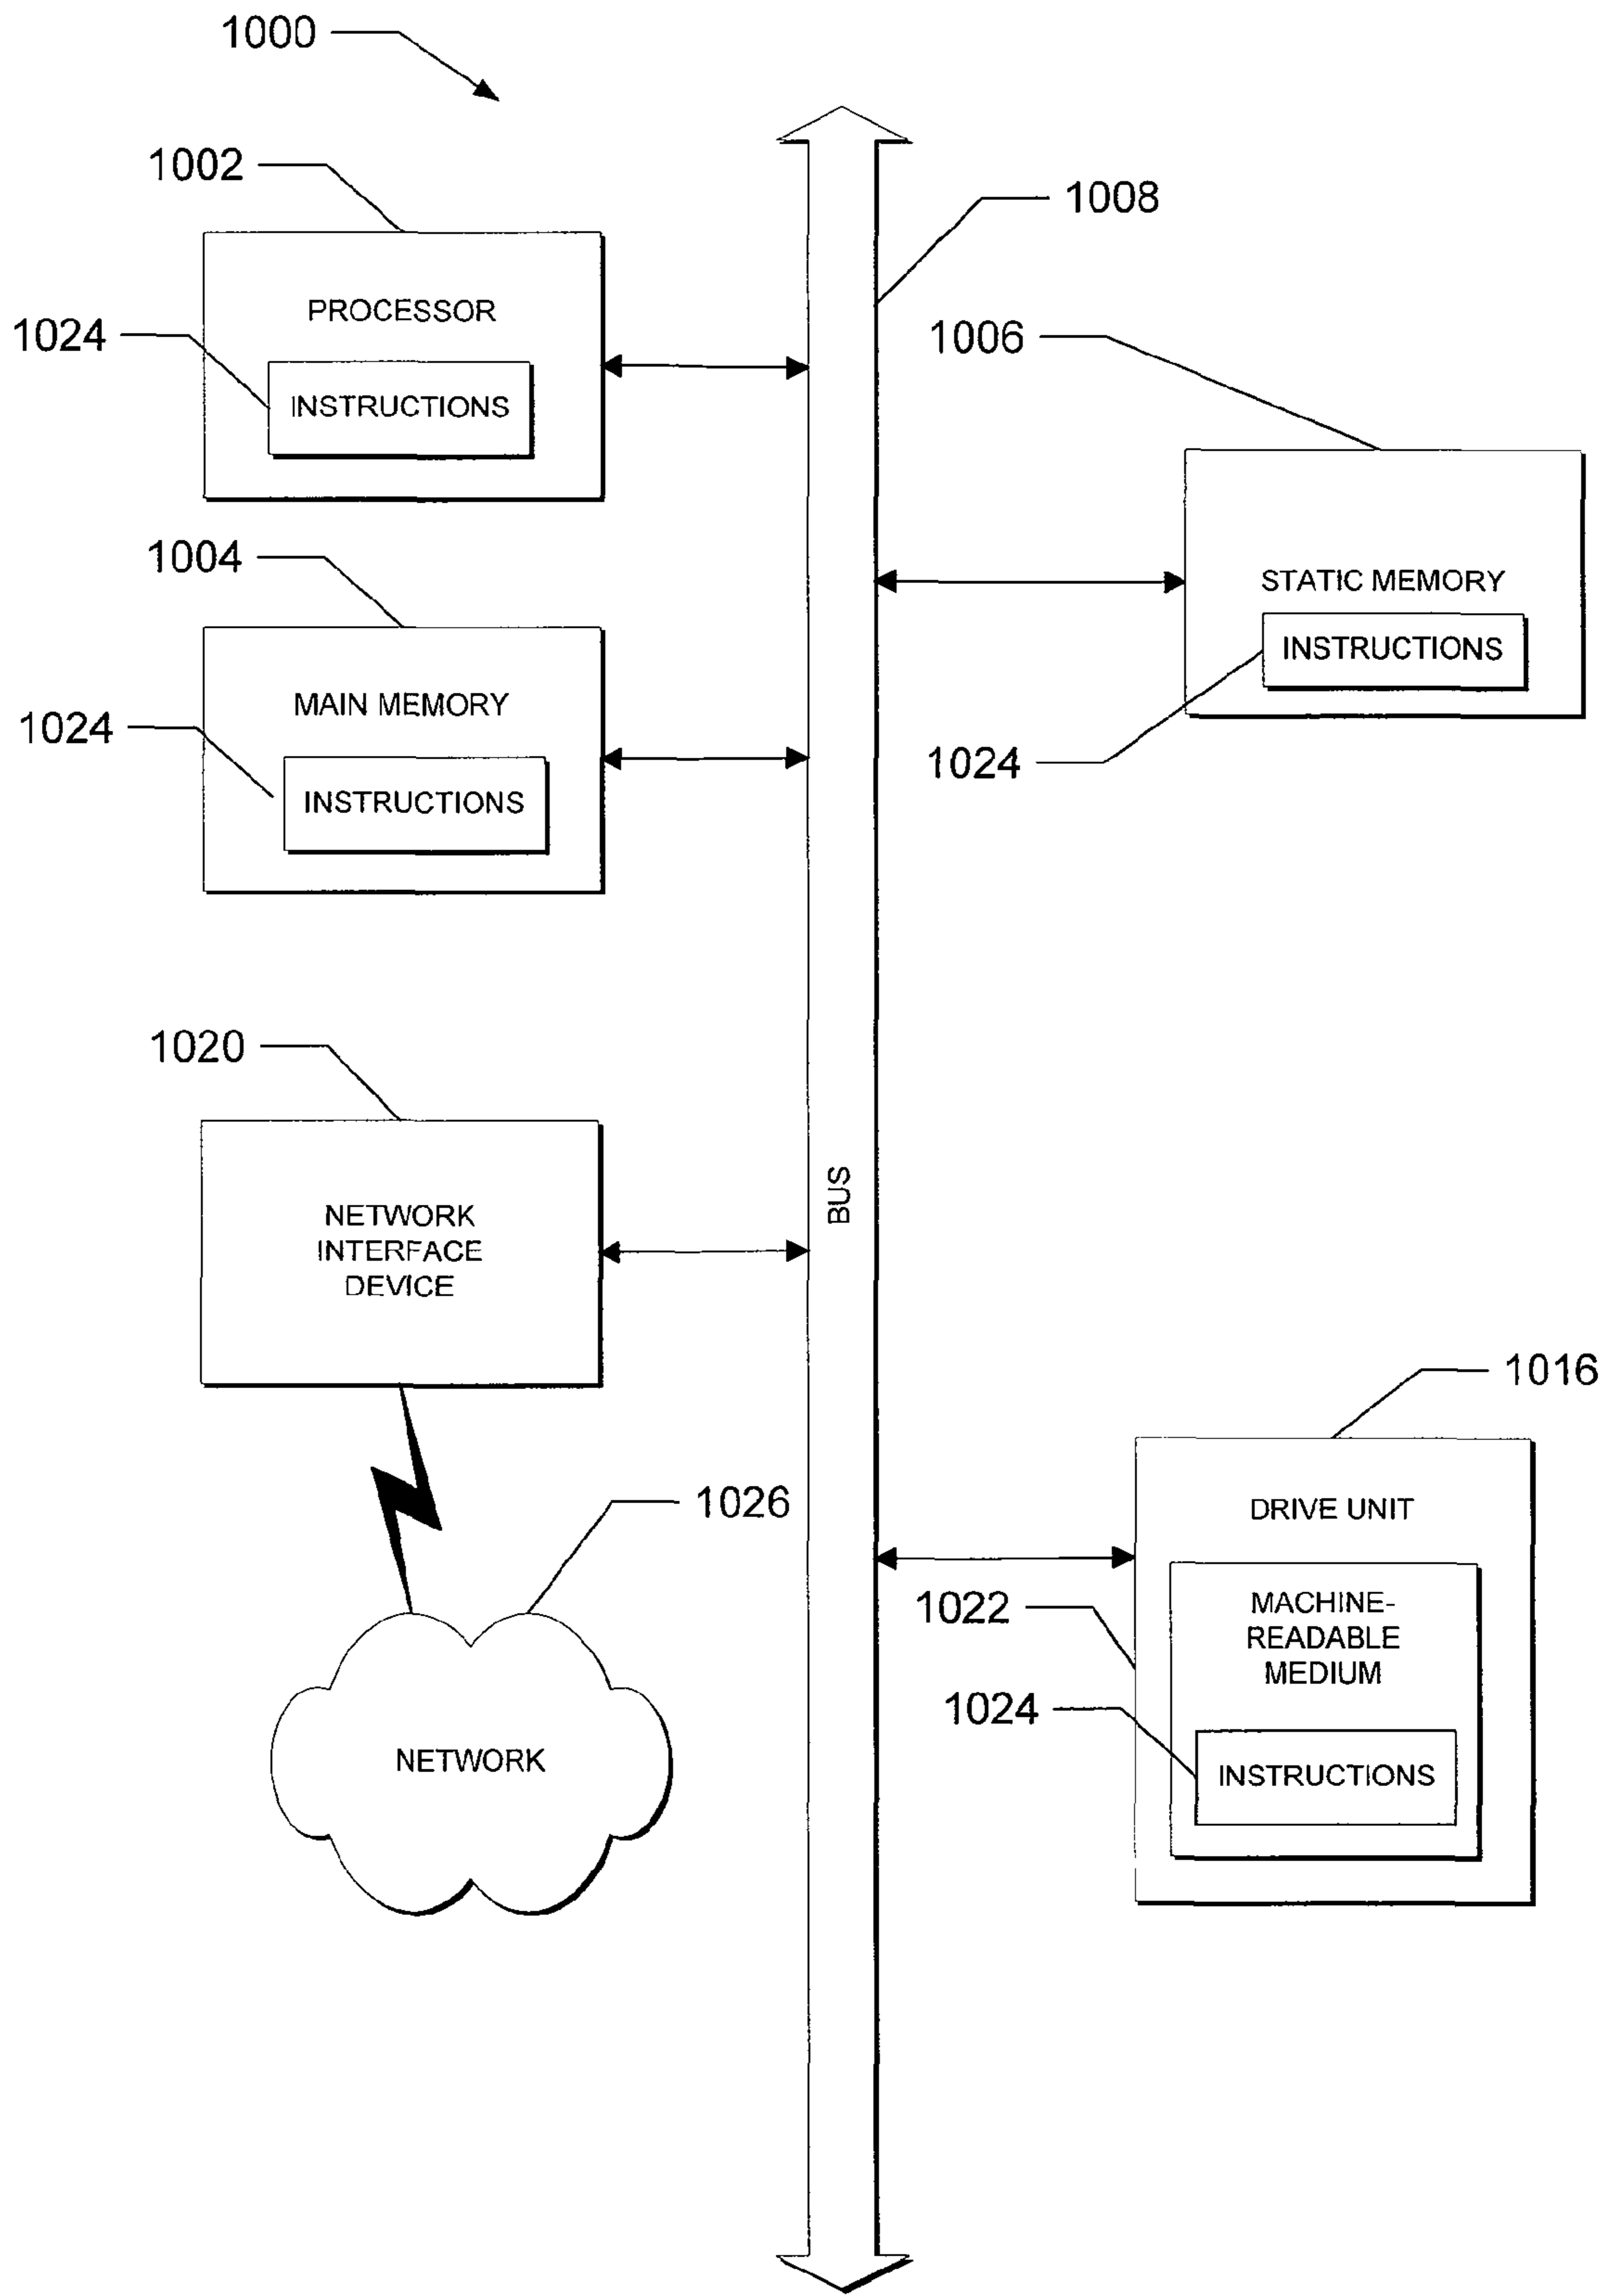 1000
1002
1008
PROCESSOR
1024
1006
INSTRUCTIONS
1004
STATIC MEMORY
INSTRUCTIONS
MAIN MEMORY
1024
1024
INSTRUCTIONS
1020
BUS
NETWORK
INTERFACE
DEVICE
1016
1026
DRIVE UNIT
1022
MACHINE-
READABLE
MEDIUM
1024
NETWORK
INSTRUCTIONS